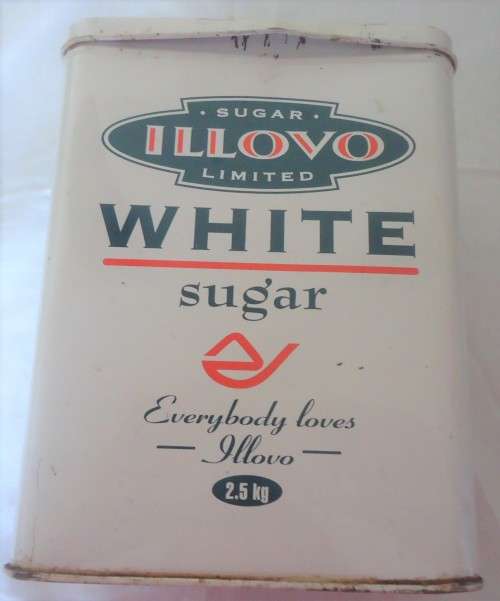 · SUGAR ·
ILLOVO
LIMITED
WHITE
sugar
Everybody loves
— Illovo —
2.5 kg